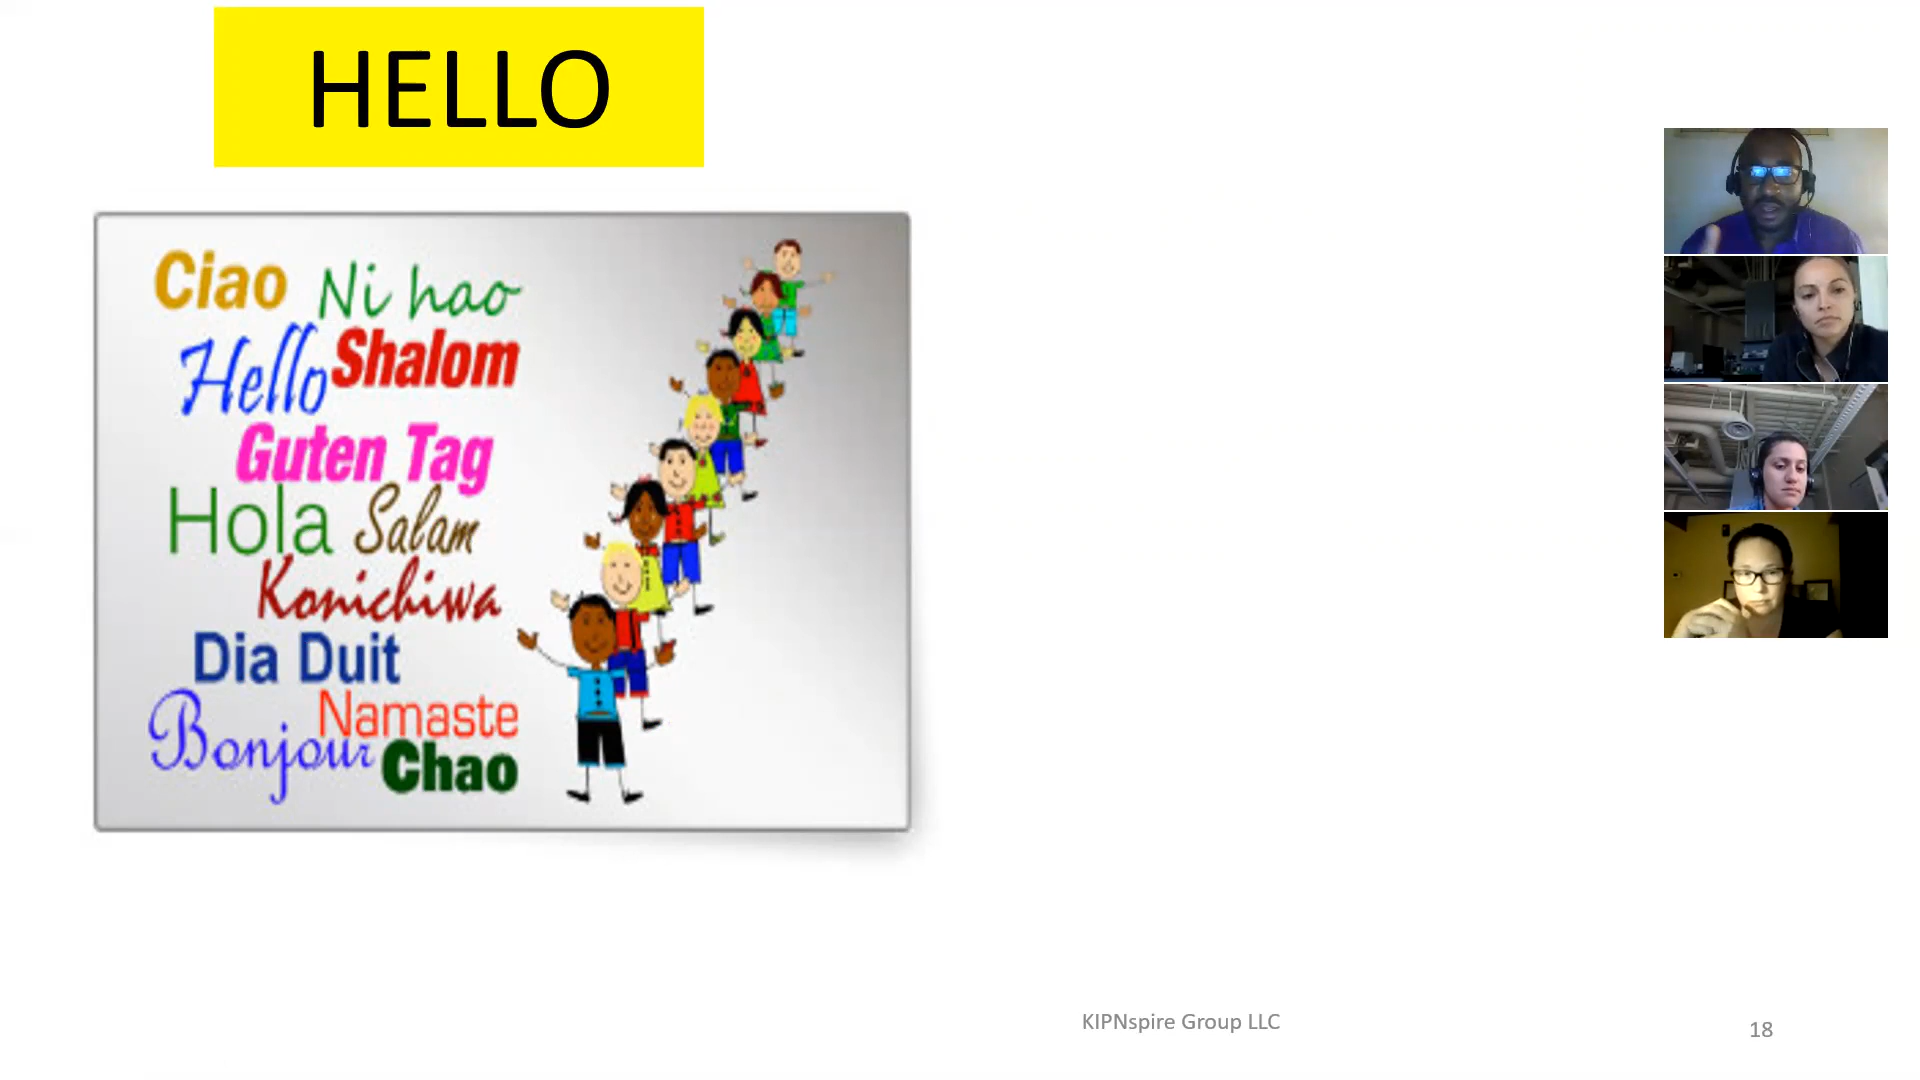 HELLO
Ciao Ni hao
Hello Shalom
Guten Tag
Hola Salam
Konichiwa
Dia Duit
Bonjour Namaste
Chao
KIPNspire Group LLC
18